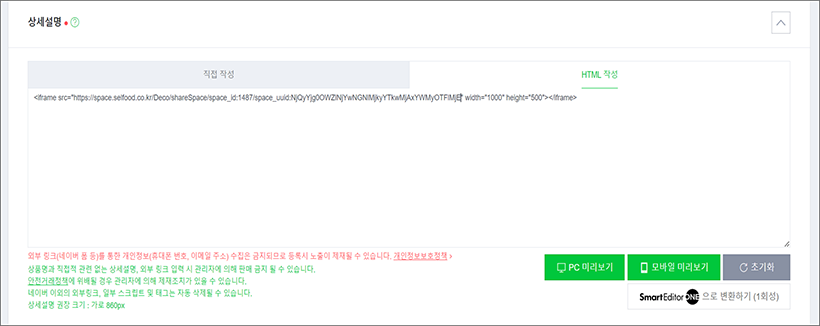 상세설명 ● ?
직접 작성
HTML 작성
<iframe src="https://space.selfood.co.kr/Deco/shareSpace/space_id:1487/space_uuid:NjQyYjg0OWZlNjYwNGNlMjkyYTkwMjAxYWMyOTFlMjE" width="1000" height="500"></iframe>
외부 링크(네이버 폼 등)를 통한 개인정보(휴대폰 번호, 이메일 주소) 수집은 금지되므로 등록시 노출이 제재될 수 있습니다. 개인정보보호정책 >
상품명과 직접적 관련 없는 상세설명, 외부 링크 입력 시 관리자에 의해 판매 금지 될 수 있습니다.
안전거래정책에 위배될 경우 관리자에 의해 제재조치가 있을 수 있습니다.
네이버 이외의 외부링크, 일부 스크립트 및 태그는 자동 삭제될 수 있습니다.
상세설명 권장 크기 : 가로 860px
PC 미리보기
모바일 미리보기
초기화
SmartEditor ONE 으로 변환하기 (1회성)